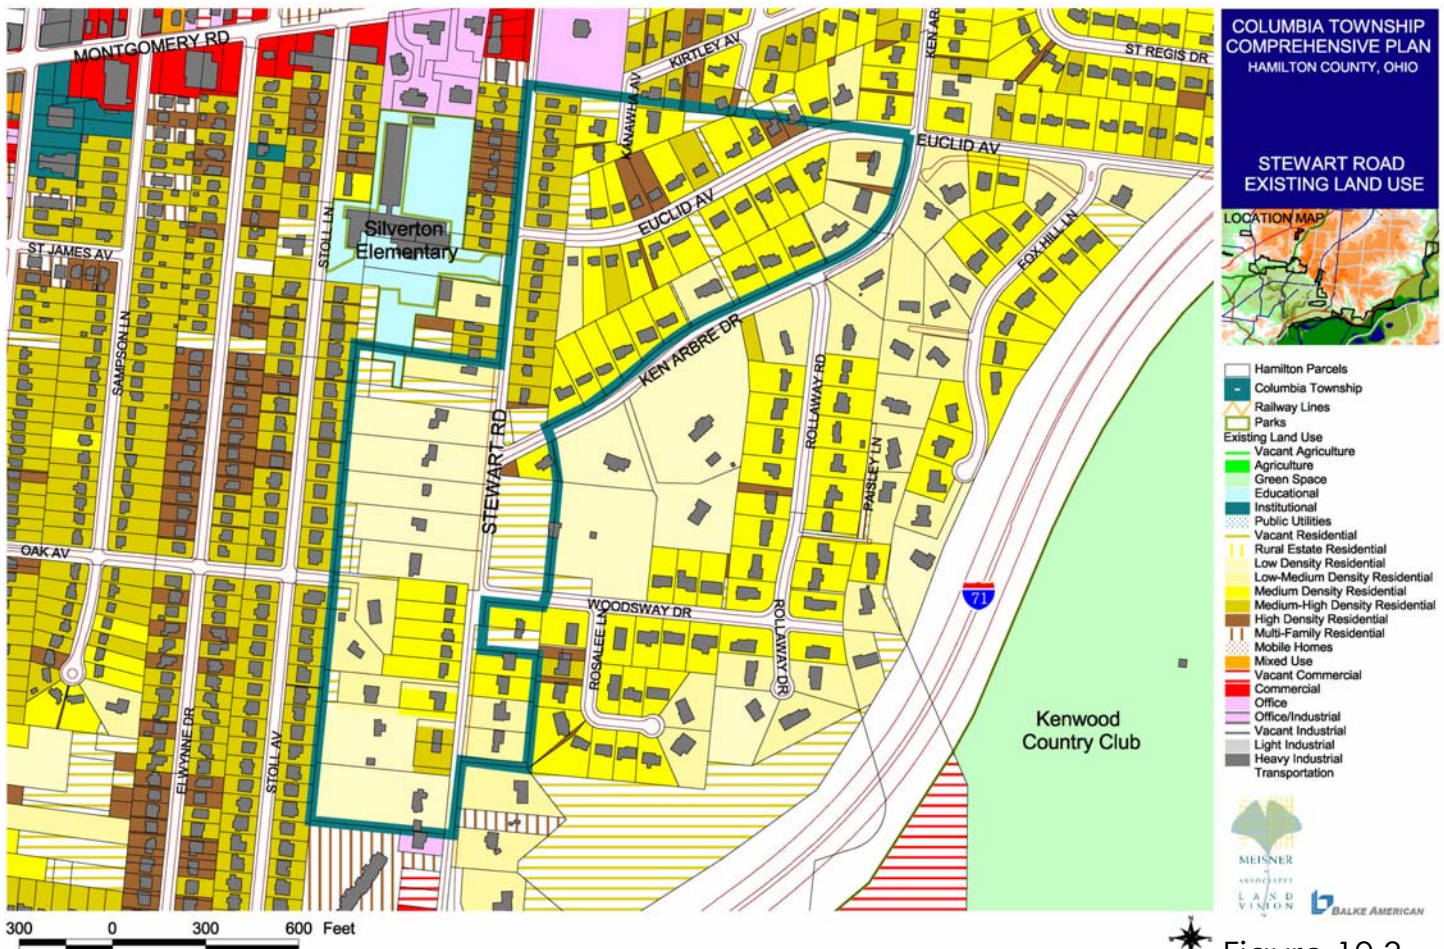 COLUMBIA TOWNSHIP
COMPREHENSIVE PLAN
HAMILTON COUNTY, OHIO
STEWART ROAD
EXISTING LAND USE
LOCATION MAP
MONTGOMERY RD
KIRTLEY AV
KEN AR
ST REGIS DR
KANAWHA AV
EUCLID AV
EUCLID AV
Silverton
Elementary
ST JAMES AV
STOLL LN
FOX HILL LN
SAMPSON LN
KEN ARBRE DR
ROLLAWAY RD
STEWART RD
PAISLEY LN
OAK AV
71
WOODSWAY DR
ROSALEE LN
ROLLAWAY DR
ELWYNNE DR
STOLL AV
Kenwood
Country Club
Hamilton Parcels
Columbia Township
Railway Lines
Parks
Existing Land Use
Vacant Agriculture
Agriculture
Green Space
Educational
Institutional
Public Utilities
Vacant Residential
Rural Estate Residential
Low Density Residential
Low-Medium Density Residential
Medium Density Residential
Medium-High Density Residential
High Density Residential
Multi-Family Residential
Mobile Homes
Mixed Use
Vacant Commercial
Commercial
Office
Office/Industrial
Vacant Industrial
Light Industrial
Heavy Industrial
Transportation
MEISNER
ASSOCIATES
LAND
VISION
BALKE AMERICAN
300 0 300 600 Feet